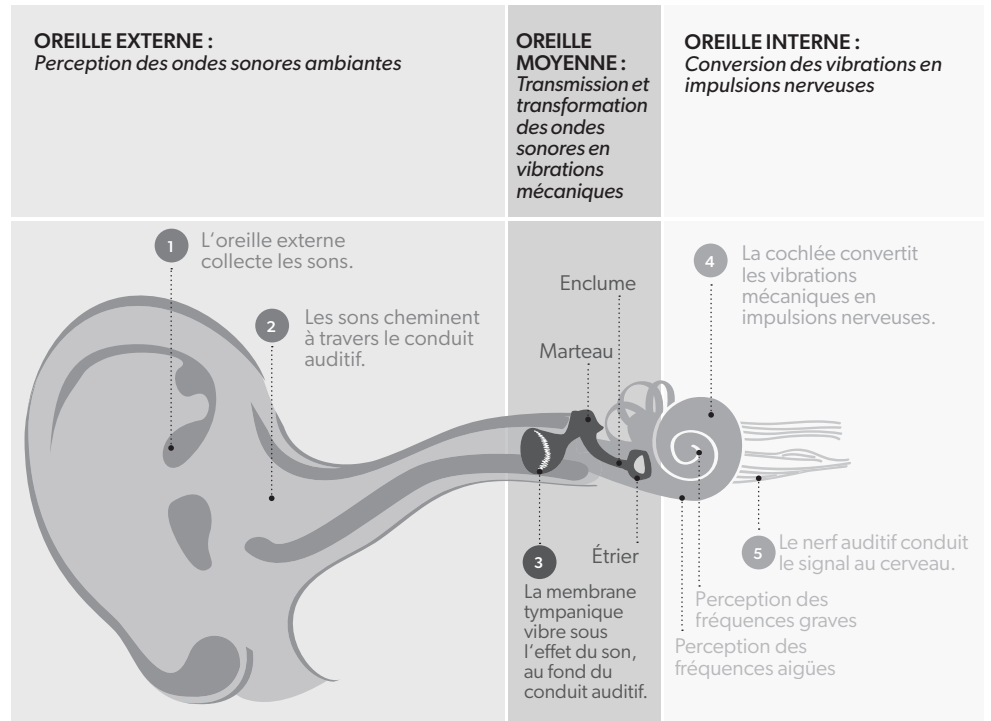 OREILLE EXTERNE :
Perception des ondes sonores ambiantes
OREILLE
MOYENNE :
Transmission et
transformation
des ondes
sonores en
vibrations
mécaniques
OREILLE INTERNE :
Conversion des vibrations en
impulsions nerveuses
1
L'oreille externe
collecte les sons.
2
Les sons cheminent
à travers le conduit
auditif.
Enclume
Marteau
Étrier
3
La membrane
tympanique
vibre sous
l'effet du son,
au fond du
conduit auditif.
4
La cochlée convertit
les vibrations
mécaniques en
impulsions nerveuses.
5
Le nerf auditif conduit
le signal au cerveau.
Perception des
fréquences graves
Perception des
fréquences aigües